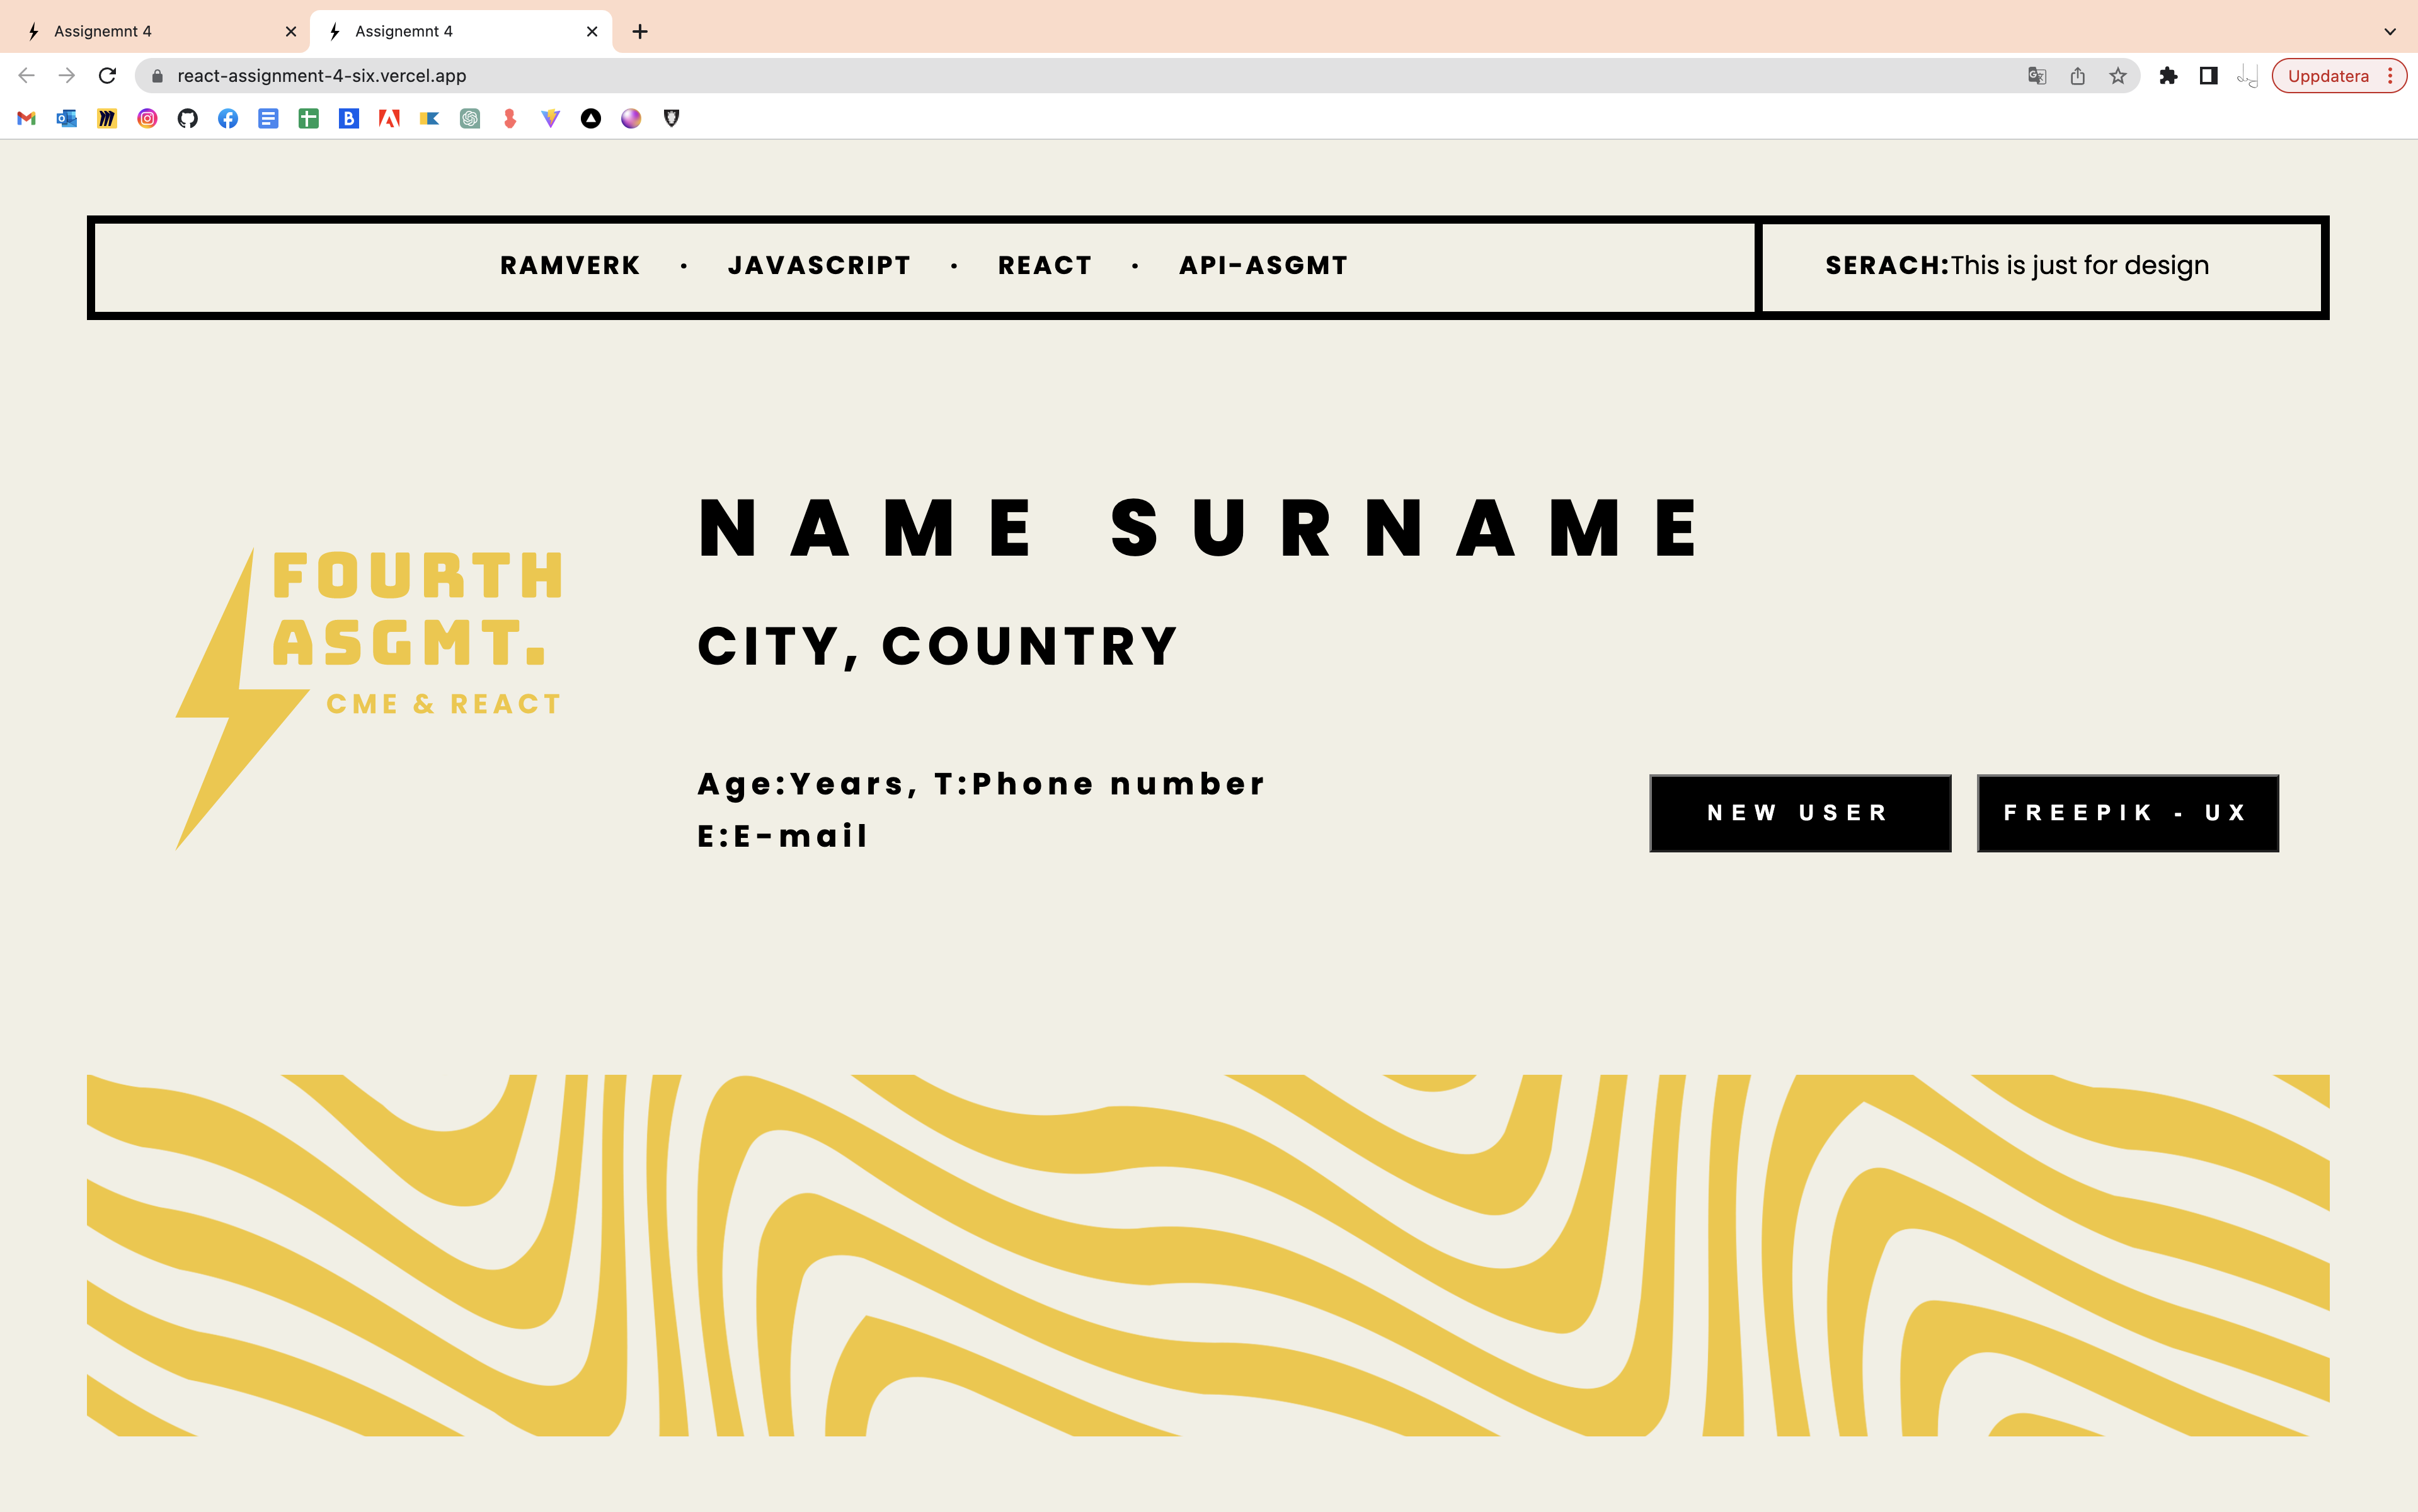 Assignemnt 4
Assignemnt 4
react-assignment-4-six.vercel.app
Uppdatera
RAMVERK · JAVASCRIPT · REACT · API-ASGMT
SERACH:This is just for design
FOURTH
ASGMT.
CME & REACT
NAME SURNAME
CITY, COUNTRY
Age:Years, T:Phone number
E:E-mail
NEW USER
FREEPIK - UX